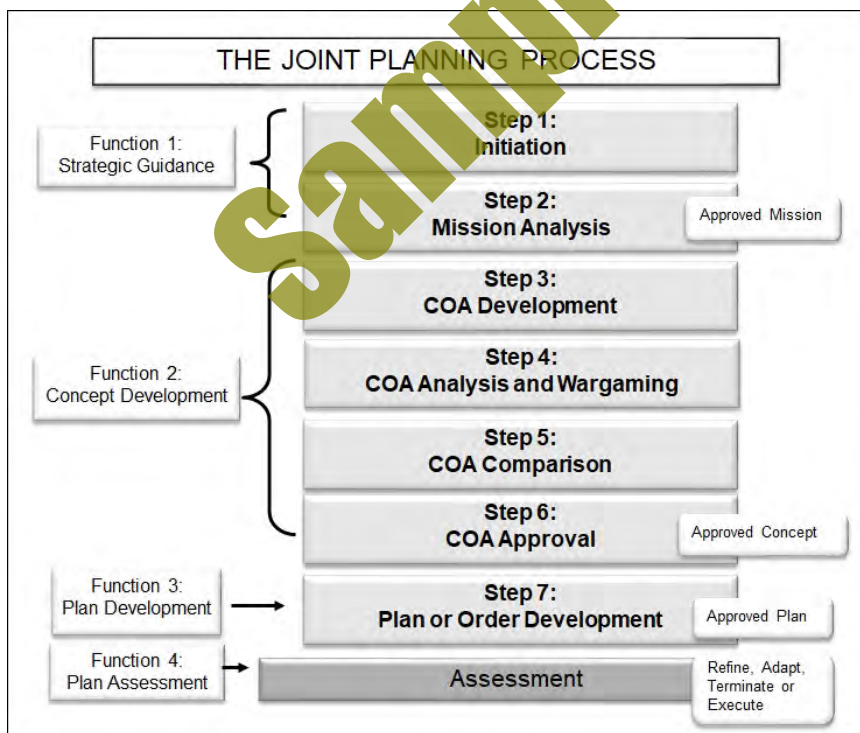 THE JOINT PLANNING PROCESS
Function 1:
Strategic Guidance
Step 1:
Initiation
Step 2:
Mission Analysis
Approved Mission
Function 2:
Concept Development
Step 3:
COA Development
Step 4:
COA Analysis and Wargaming
Step 5:
COA Comparison
Step 6:
COA Approval
Approved Concept
Function 3:
Plan Development
Step 7:
Plan or Order Development
Approved Plan
Function 4:
Plan Assessment
Assessment
Refine, Adapt,
Terminate or
Execute